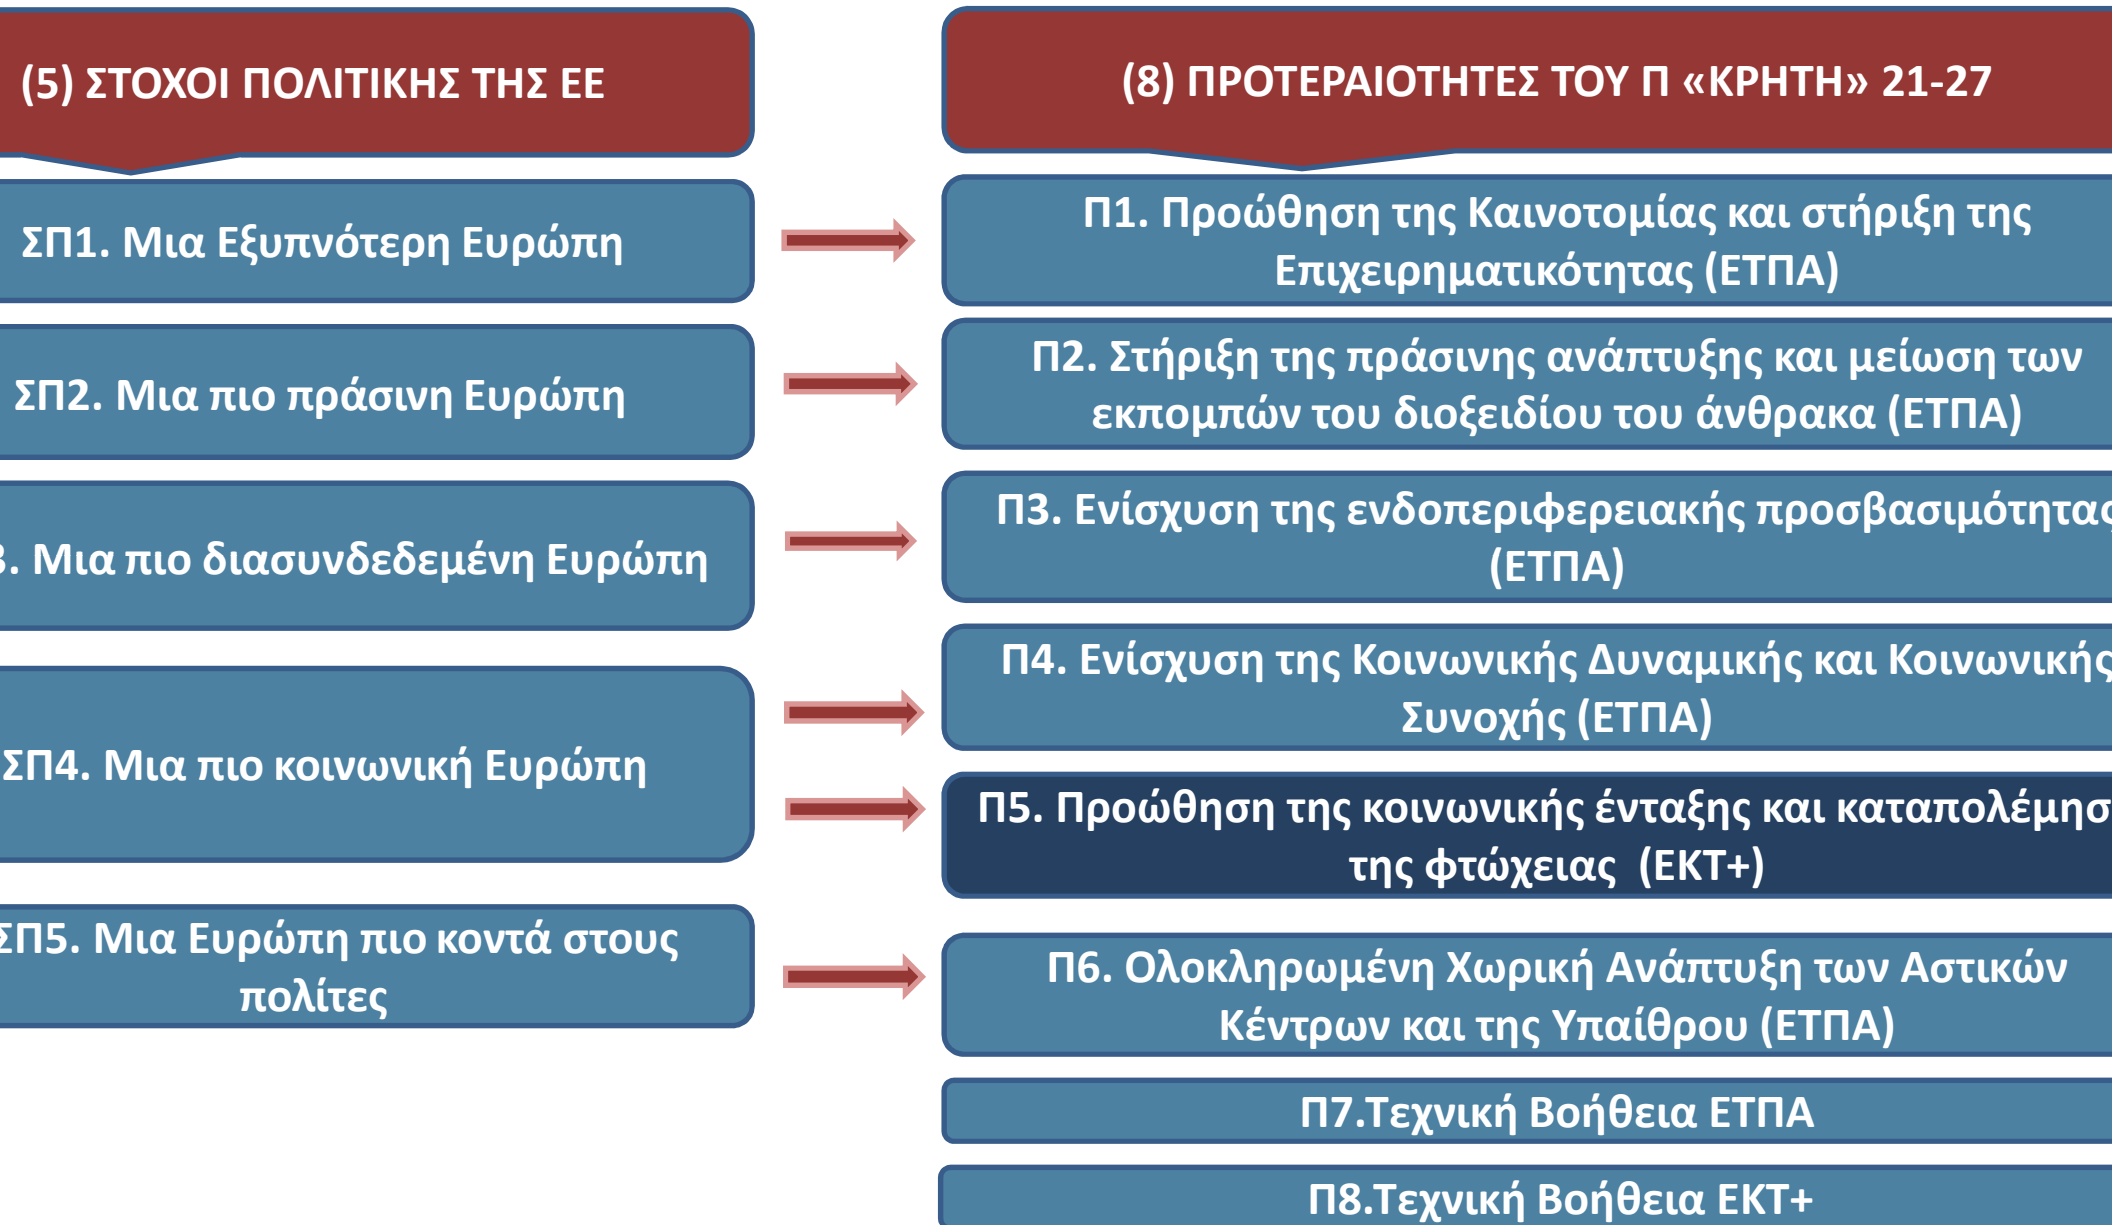 (5) ΣΤΟΧΟΙ ΠΟΛΙΤΙΚΗΣ ΤΗΣ ΕΕ
ΣΠ1. Μια Εξυπνότερη Ευρώπη
ΣΠ2. Μια πιο πράσινη Ευρώπη
3. Μια πιο διασυνδεδεμένη Ευρώπη
ΣΠ4. Μια πιο κοινωνική Ευρώπη
ΣΠ5. Μια Ευρώπη πιο κοντά στους
πολίτες
(8) ΠΡΟΤΕΡΑΙΟΤΗΤΕΣ ΤΟΥ Π «ΚΡΗΤΗ» 21-27
Π1. Προώθηση της Καινοτομίας και στήριξη της
Επιχειρηματικότητας (ΕΤΠΑ)
Π2. Στήριξη της πράσινης ανάπτυξης και μείωση των
εκπομπών του διοξειδίου του άνθρακα (ΕΤΠΑ)
Π3. Ενίσχυση της ενδοπεριφερειακής προσβασιμότητας
(ΕΤΠΑ)
Π4. Ενίσχυση της Κοινωνικής Δυναμικής και Κοινωνικής
Συνοχής (ΕΤΠΑ)
Π5. Προώθηση της κοινωνικής ένταξης και καταπολέμησ
της φτώχειας (ΕΚΤ+)
Π6. Ολοκληρωμένη Χωρική Ανάπτυξη των Αστικών
Κέντρων και της Υπαίθρου (ΕΤΠΑ)
Π7.Τεχνική Βοήθεια ΕΤΠΑ
Π8.Τεχνική Βοήθεια ΕΚΤ+